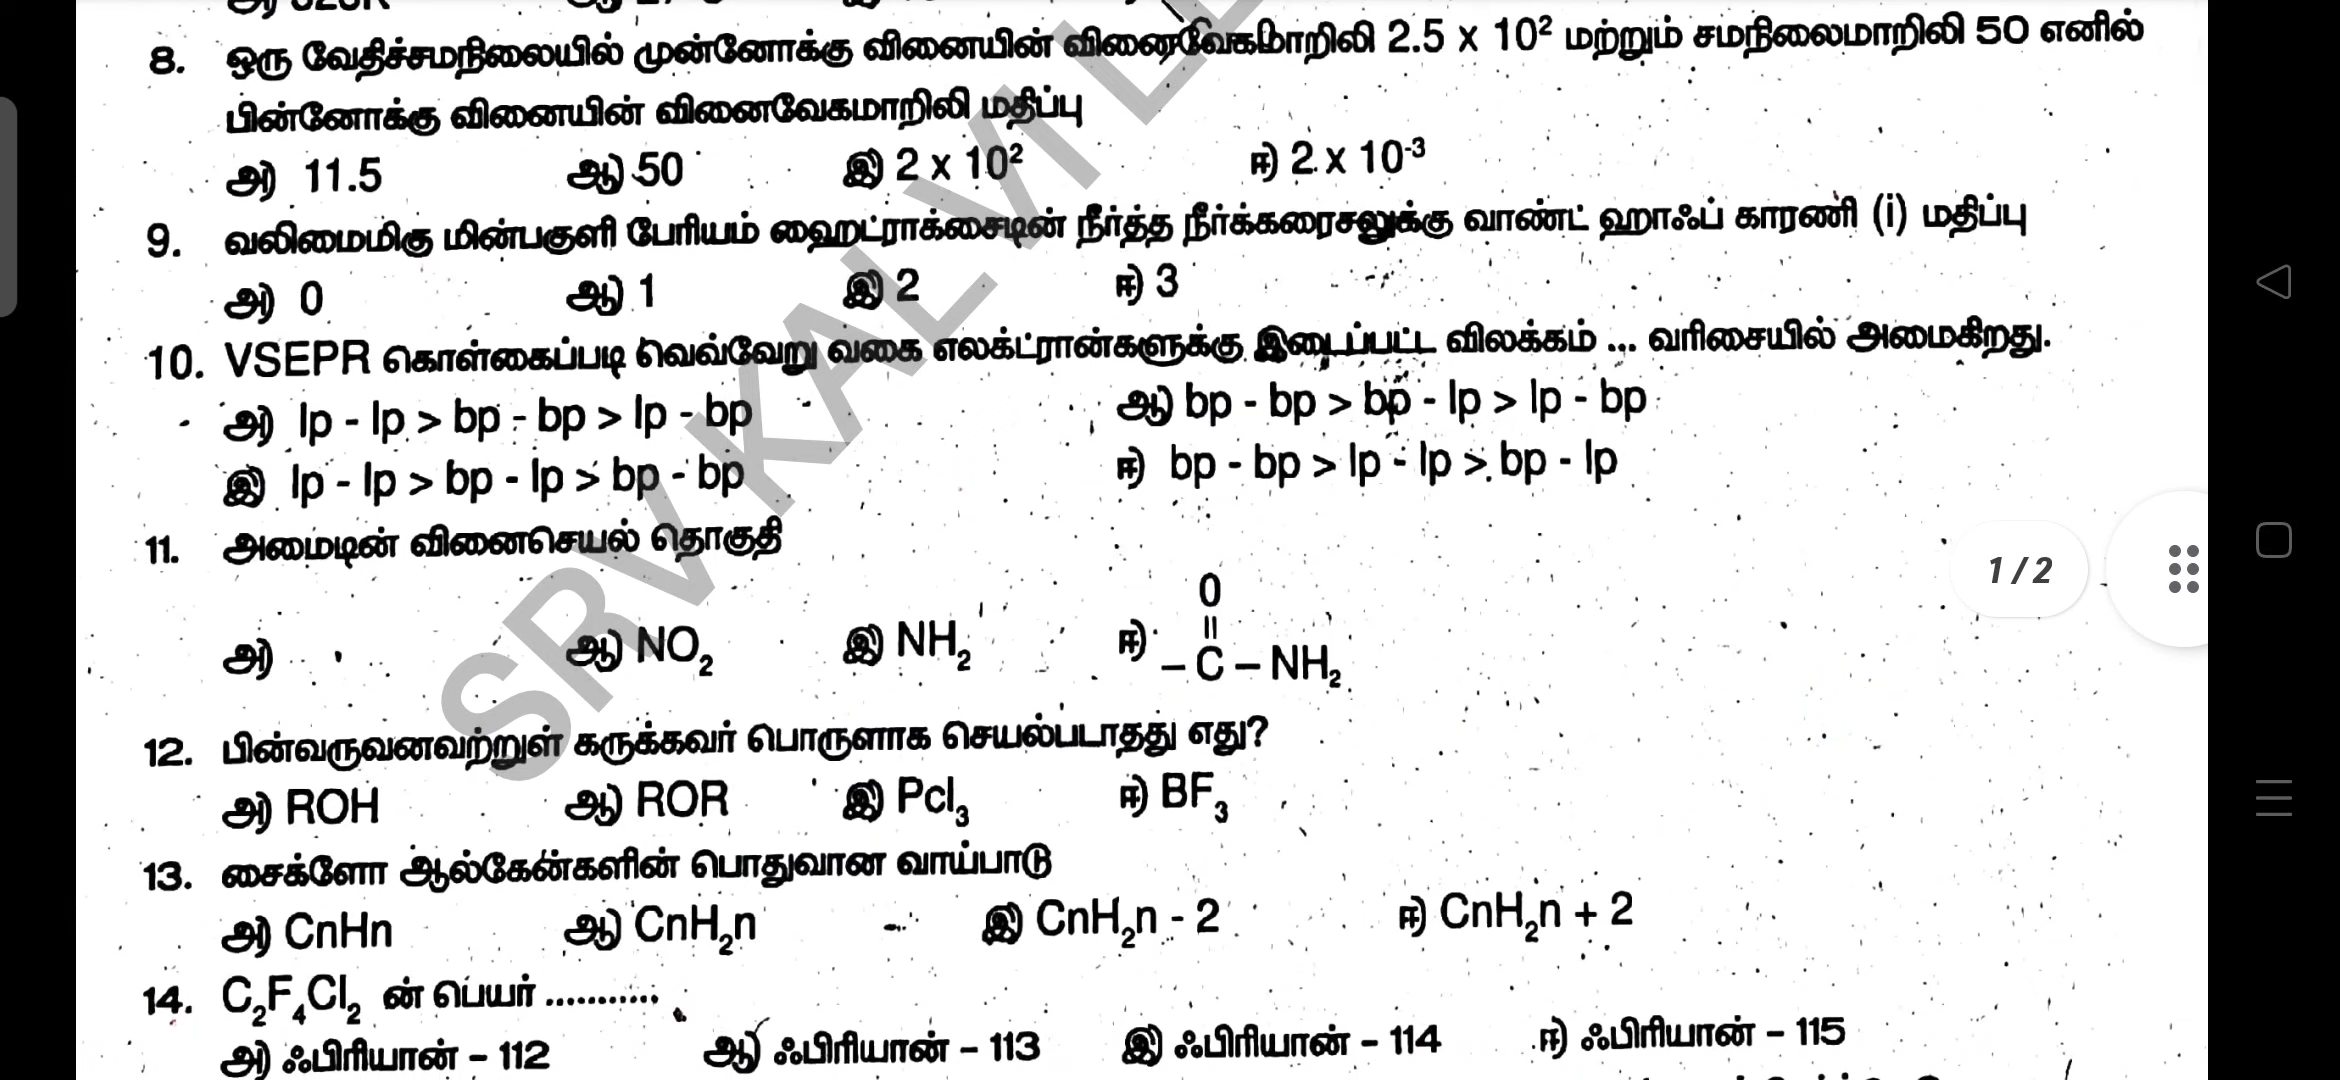 8. ஒரு வேதிச்சமநிலையில் முன்னோக்கு வினையின் வினைவேகமாறிலி 2.5 x 10² மற்றும் சமநிலைமாறிலி 50 எனில்
பின்னோக்கு வினையின் வினைவேகமாறிலி மதிப்பு
அ) 11.5 ஆ) 50 இ) 2 x 10² ஈ) 2 x 10⁻³
9. வலிமைமிகு மின்பகுளி பேரியம் ஹைட்ராக்சைடின் நீர்த்த நீர்க்கரைசலுக்கு வாண்ட் ஹாஃப் காரணி (i) மதிப்பு
அ) 0 ஆ) 1 இ) 2 ஈ) 3
10. VSEPR கொள்கைப்படி வெவ்வேறு வகை எலக்ட்ரான்களுக்கு இடைப்பட்ட விலக்கம் ... வரிசையில் அமைகிறது.
அ) lp - lp > bp - bp > lp - bp ஆ) bp - bp > bp - lp > lp - bp
இ) lp - lp > bp - lp > bp - bp ஈ) bp - bp > lp - lp > bp - lp
11. அமைடின் வினைசெயல் தொகுதி
O
||
அ) ஆ) NO₂ இ) NH₂ ஈ) – C – NH₂
12. பின்வருவனவற்றுள் கருக்கவர் பொருளாக செயல்படாதது எது?
அ) ROH ஆ) ROR இ) Pcl₃ ஈ) BF₃
13. சைக்ளோ ஆல்கேன்களின் பொதுவான வாய்பாடு
அ) CnHn ஆ) CnH₂n இ) CnH₂n - 2 ஈ) CnH₂n + 2
14. C₂F₄Cl₂ ன் பெயர் ...........
அ) ஃபிரியான் – 112 ஆ) ஃபிரியான் – 113 இ) ஃபிரியான் – 114 ஈ) ஃபிரியான் – 115
1 / 2
SRV KALVI